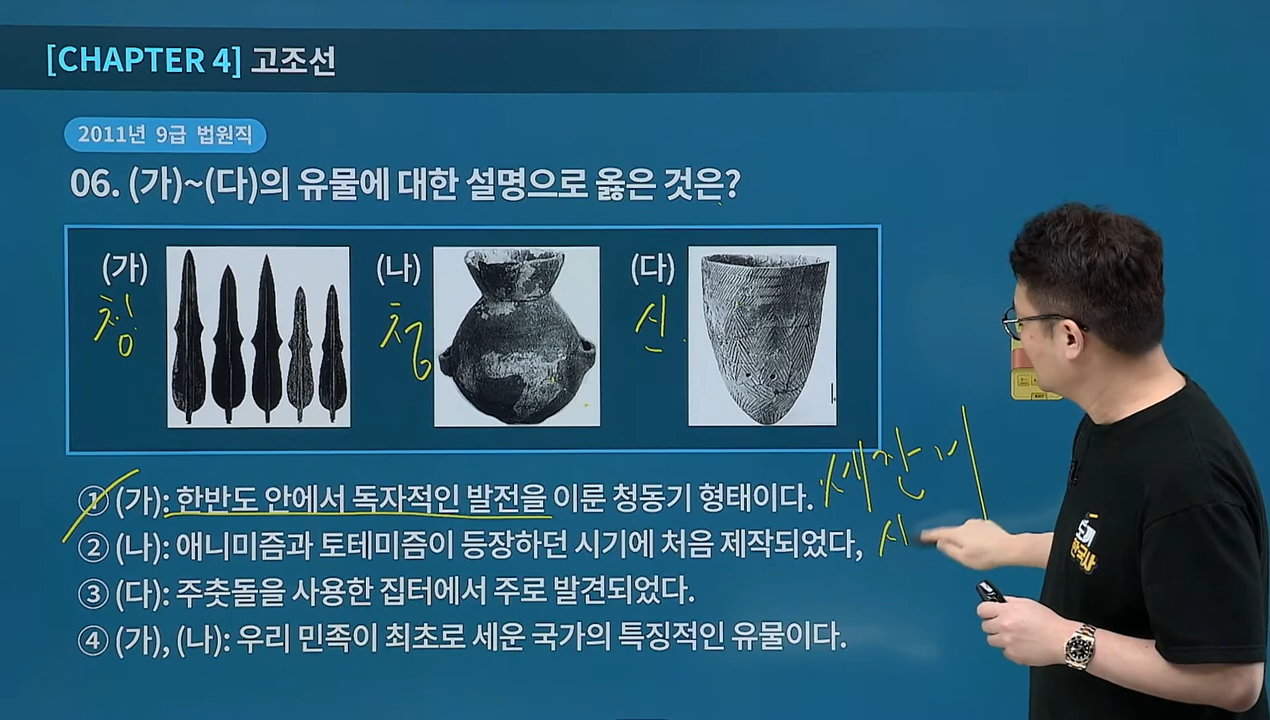 [CHAPTER 4] 고조선
2011년 9급 법원직
06. (가)~(다)의 유물에 대한 설명으로 옳은 것은?
(가) (나) (다)
청 청 신
① (가): 한반도 안에서 독자적인 발전을 이룬 청동기 형태이다. 세잔
② (나): 애니미즘과 토테미즘이 등장하던 시기에 처음 제작되었다,
③ (다): 주춧돌을 사용한 집터에서 주로 발견되었다.
④ (가), (나): 우리 민족이 최초로 세운 국가의 특징적인 유물이다.
한국사